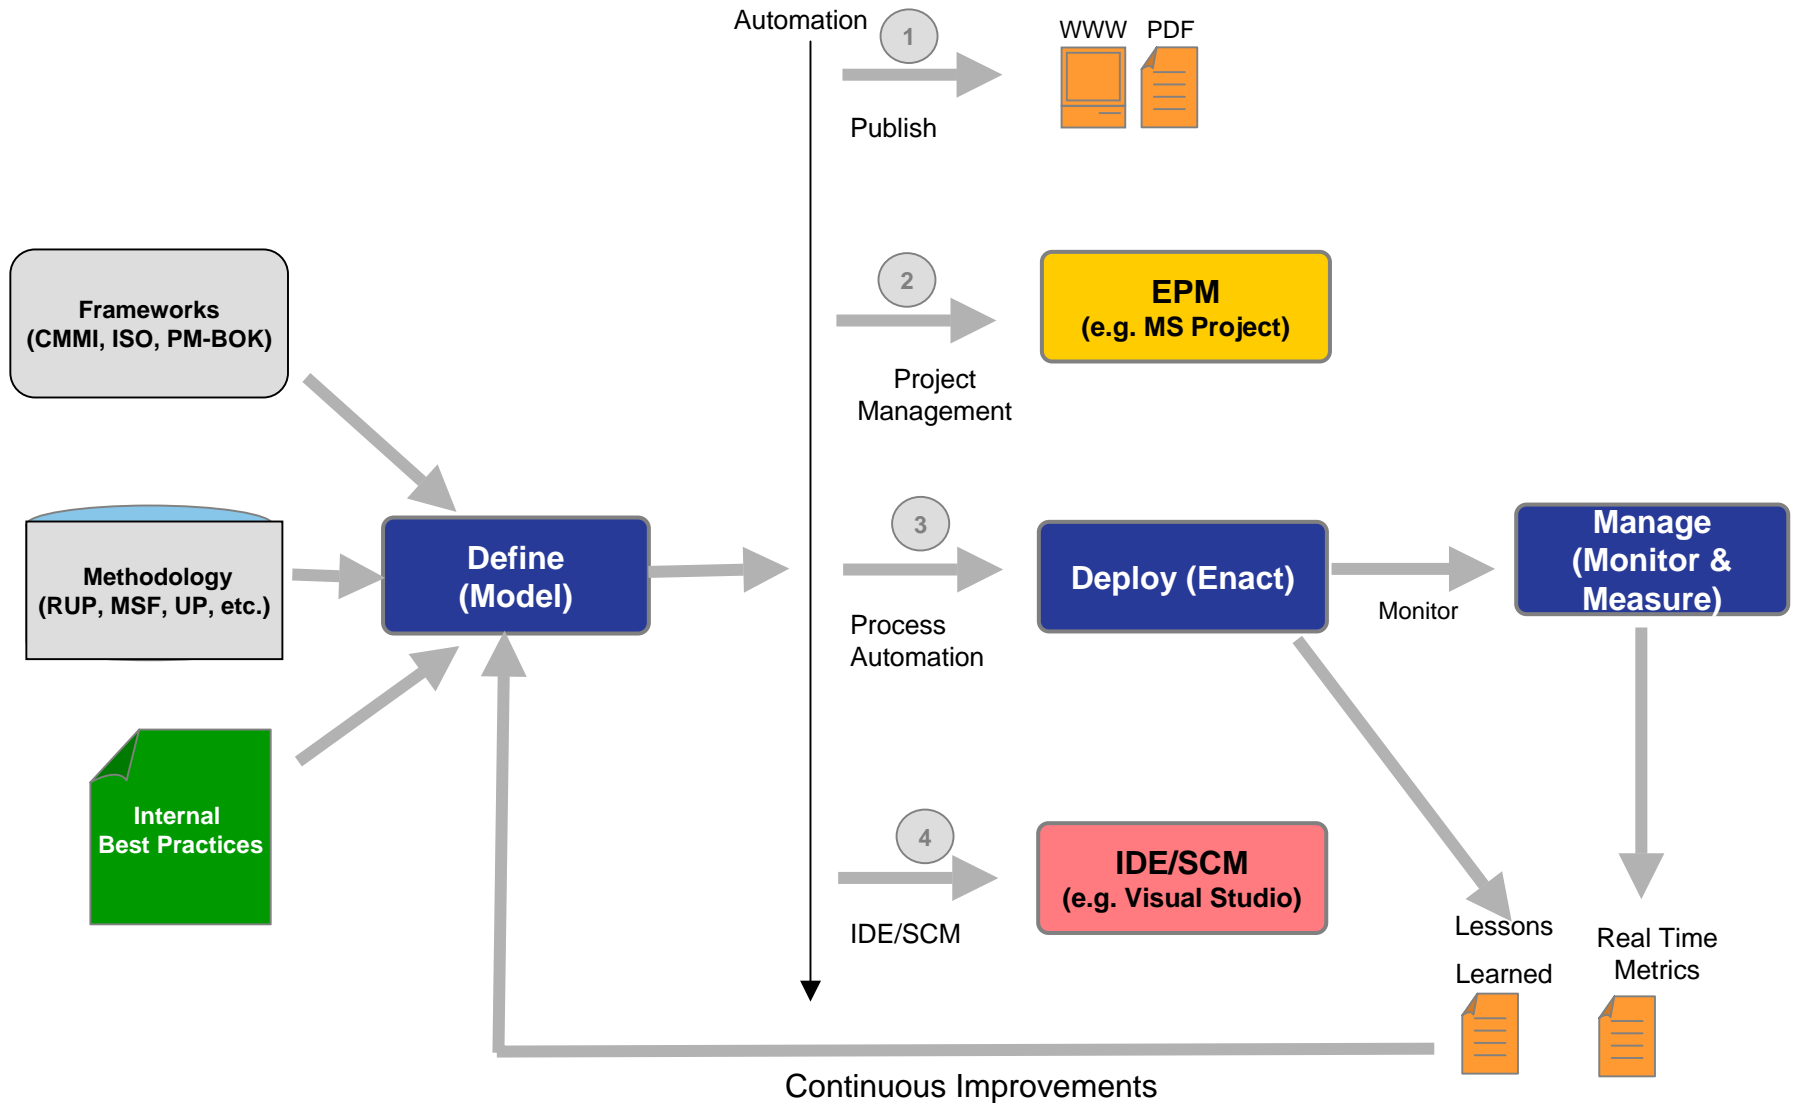 Automation
1
WWW
PDF
Publish
2
EPM
(e.g. MS Project)
Project
Management
Frameworks
(CMMI, ISO, PM-BOK)
Methodology
(RUP, MSF, UP, etc.)
Internal
Best Practices
Define
(Model)
3
Process
Automation
Deploy (Enact)
Monitor
Manage
(Monitor &
Measure)
4
IDE/SCM
IDE/SCM
(e.g. Visual Studio)
Lessons
Learned
Real Time
Metrics
Continuous Improvements